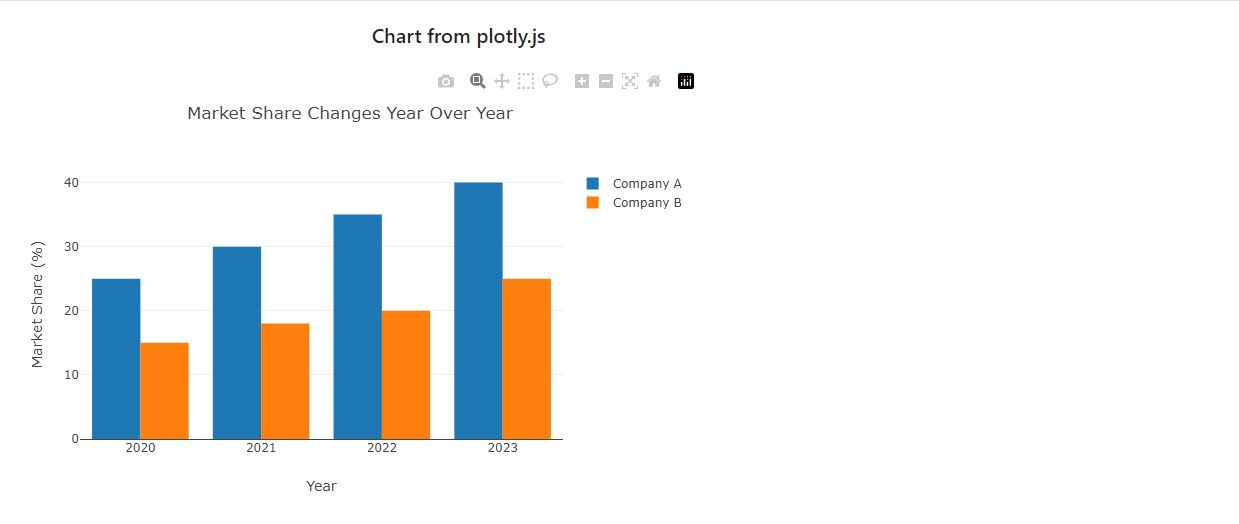 Chart from plotly.js
Market Share Changes Year Over Year
Company A
Company B
40
30
20
10
0
Market Share (%)
2020 2021 2022 2023
Year